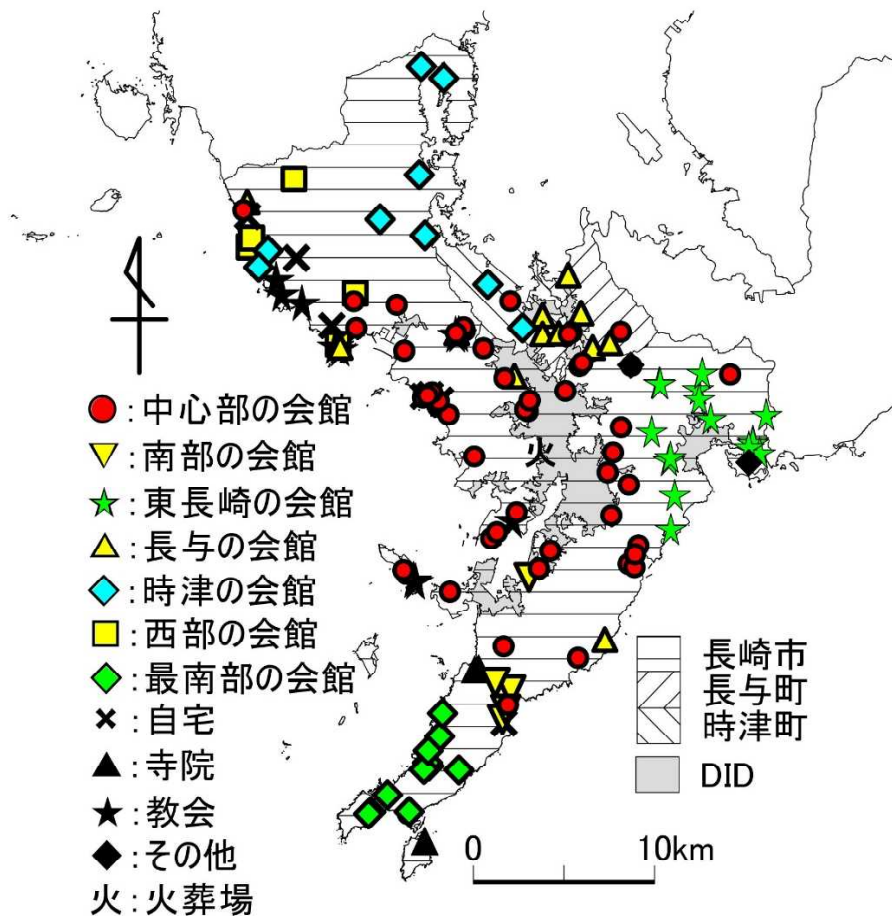 火
:中心部の会館
:南部の会館
:東長崎の会館
:長与の会館
:時津の会館
:西部の会館
:最南部の会館
:自宅
:寺院
:教会
:その他
火:火葬場
長崎市
長与町
時津町
DID
0 10km